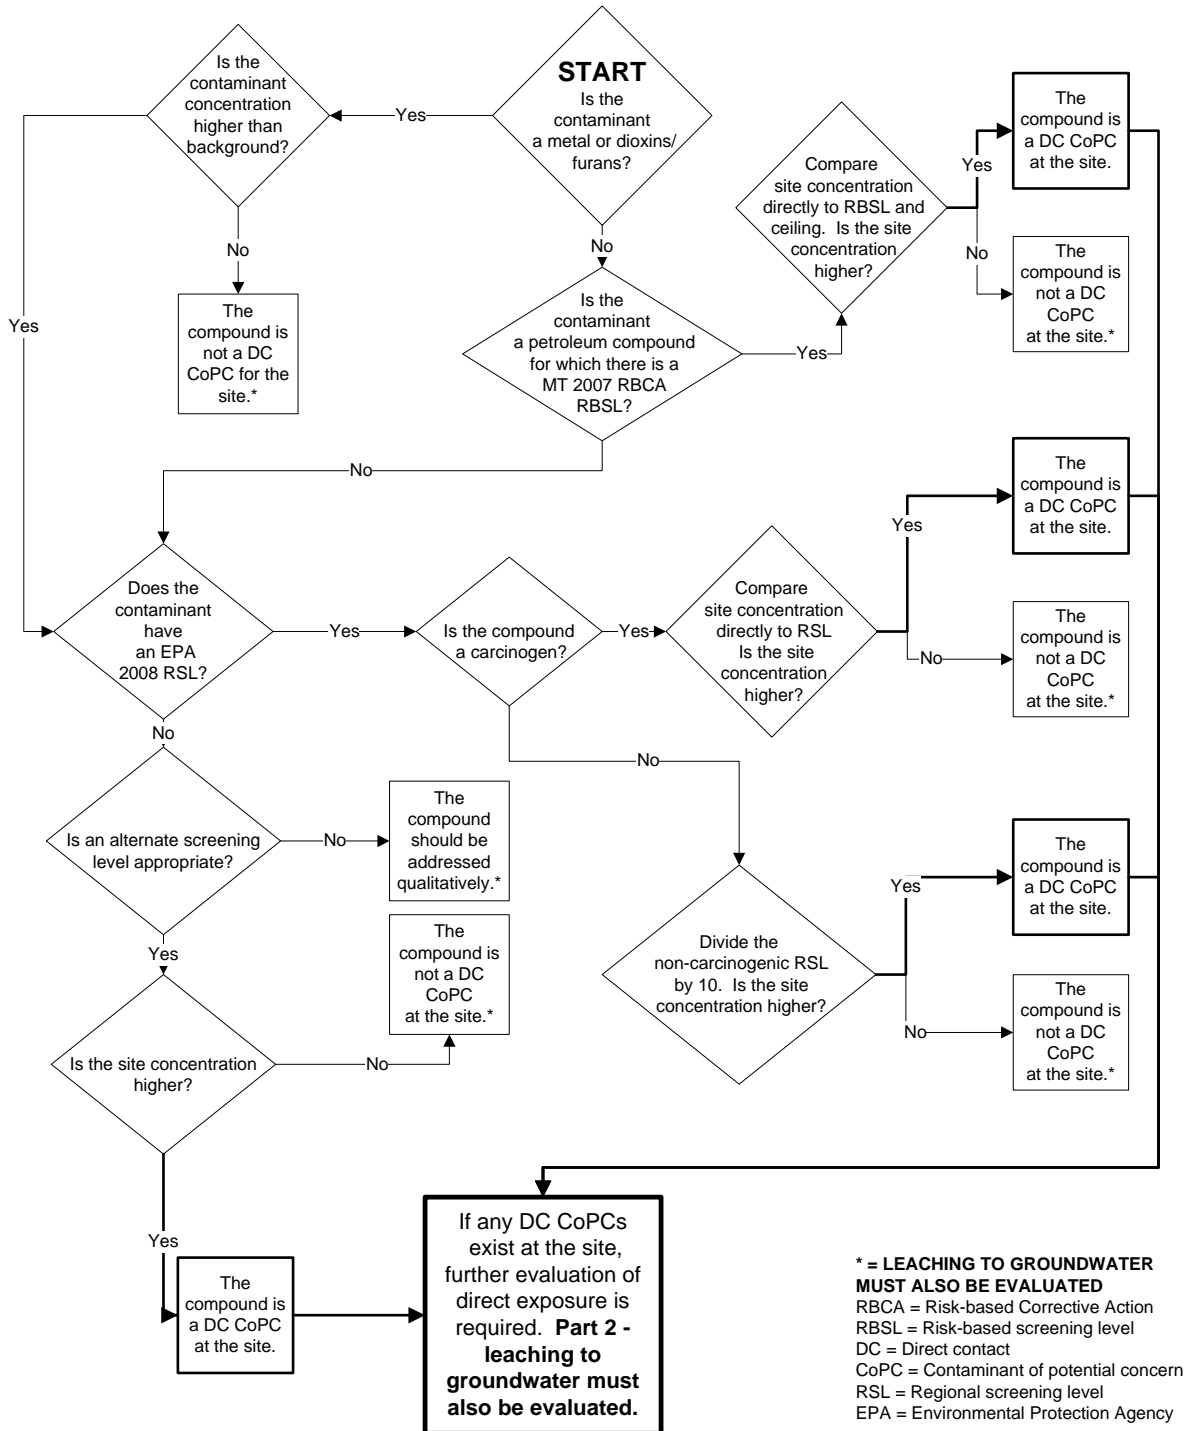 START
Is the
contaminant
a metal or dioxins/
furans?
Yes
Is the
contaminant
concentration
higher than
background?
Yes
No
The
compound is
not a DC
CoPC for the
site.*
No
Is the
contaminant
a petroleum compound
for which there is a
MT 2007 RBCA
RBSL?
Yes
Compare
site concentration
directly to RBSL and
ceiling. Is the site
concentration
higher?
Yes
The
compound is
a DC CoPC
at the site.
No
The
compound is
not a DC
CoPC
at the site.*
No
Does the
contaminant
have
an EPA
2008 RSL?
Yes
Is the compound
a carcinogen?
Yes
Compare
site concentration
directly to RSL
Is the site
concentration
higher?
Yes
The
compound is
a DC CoPC
at the site.
No
The
compound is
not a DC
CoPC
at the site.*
No
Divide the
non-carcinogenic RSL
by 10. Is the site
concentration higher?
Yes
The
compound is
a DC CoPC
at the site.
No
The
compound is
not a DC
CoPC
at the site.*
No
Is an alternate screening
level appropriate?
No
The
compound
should be
addressed
qualitatively.*
Yes
Is the site concentration
higher?
No
The
compound is
not a DC
CoPC
at the site.*
Yes
The
compound is
a DC CoPC
at the site.
If any DC CoPCs
exist at the site,
further evaluation of
direct exposure is
required. Part 2 -
leaching to
groundwater must
also be evaluated.
* = LEACHING TO GROUNDWATER
MUST ALSO BE EVALUATED
RBCA = Risk-based Corrective Action
RBSL = Risk-based screening level
DC = Direct contact
CoPC = Contaminant of potential concern
RSL = Regional screening level
EPA = Environmental Protection Agency